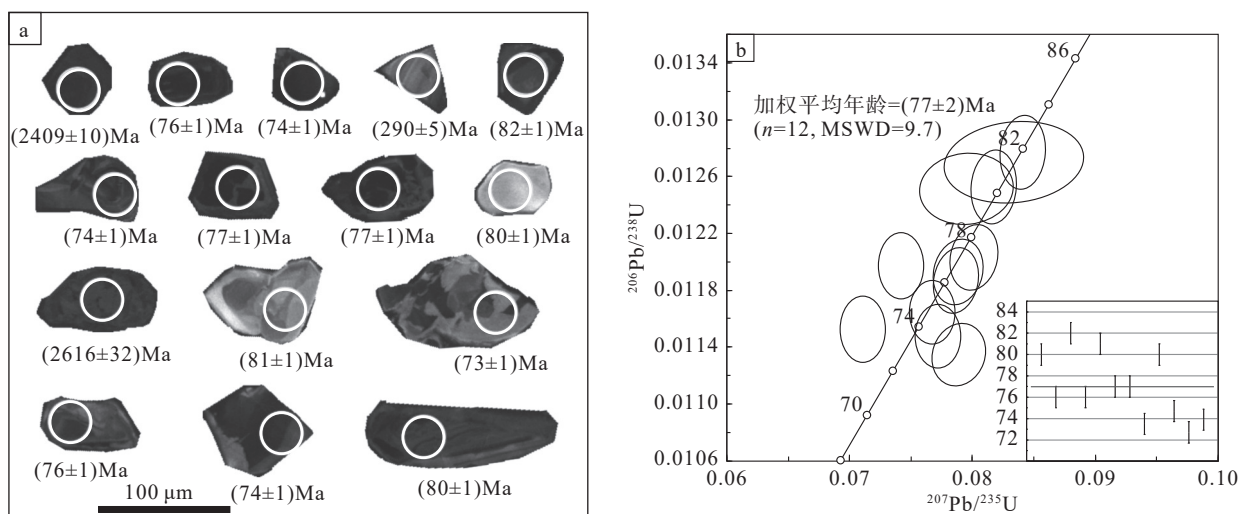 a
(2409±10)Ma
(76±1)Ma
(74±1)Ma
(290±5)Ma
(82±1)Ma
(74±1)Ma
(77±1)Ma
(77±1)Ma
(80±1)Ma
(2616±32)Ma
(81±1)Ma
(73±1)Ma
(76±1)Ma
(74±1)Ma
(80±1)Ma
100 μm
b
加权平均年龄=(77±2)Ma
(n=12, MSWD=9.7)
86
82
78
74
70
0.0134
0.0130
0.0126
0.0122
0.0118
0.0114
0.0110
0.0106
²⁰⁶Pb/²³⁸U
84
82
80
78
76
74
72
0.06
0.07
0.08
0.09
0.10
²⁰⁷Pb/²³⁵U